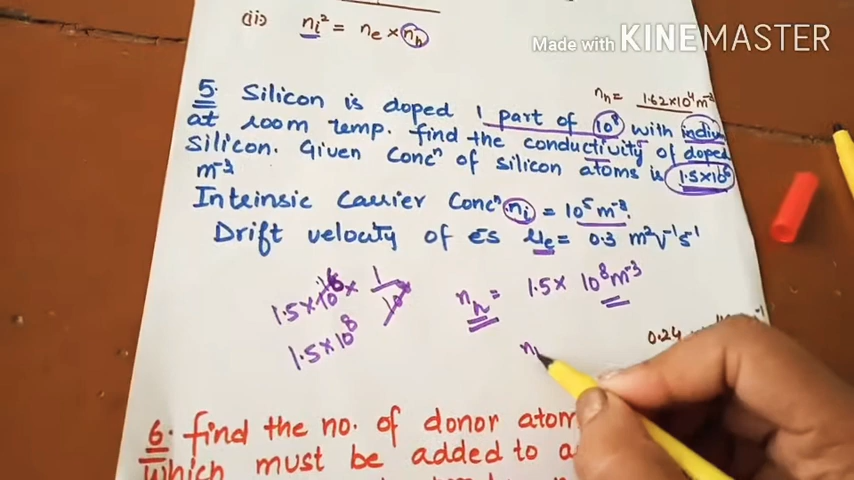 (ii) ni² = ne × nh
Made with KINEMASTER
nh = 1.62×10⁴m⁻³
5. Silicon is doped 1 part of 10⁸ with indium
at room temp. find the conductivity of doped
silicon. Given Concⁿ of silicon atoms is 1.5×10
m⁻³
Intrinsic Carrier Concⁿ ni = 10⁵ m⁻³.
Drift velocity of es μe = 0.3 m²v⁻¹s⁻¹
1.5×10¹⁶ × 1/10⁸
nh = 1.5 × 10⁸ m⁻³
1.5×10⁸
0.24
6. find the no. of donor atom
which must be added to a